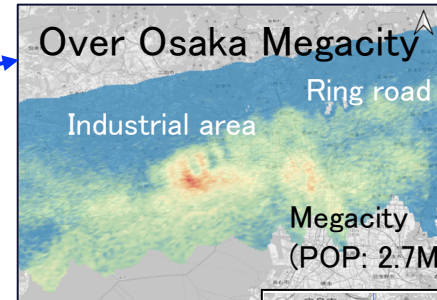 Over Osaka Megacity
Ring road
Industrial area
Megacity
(POP: 2.7M